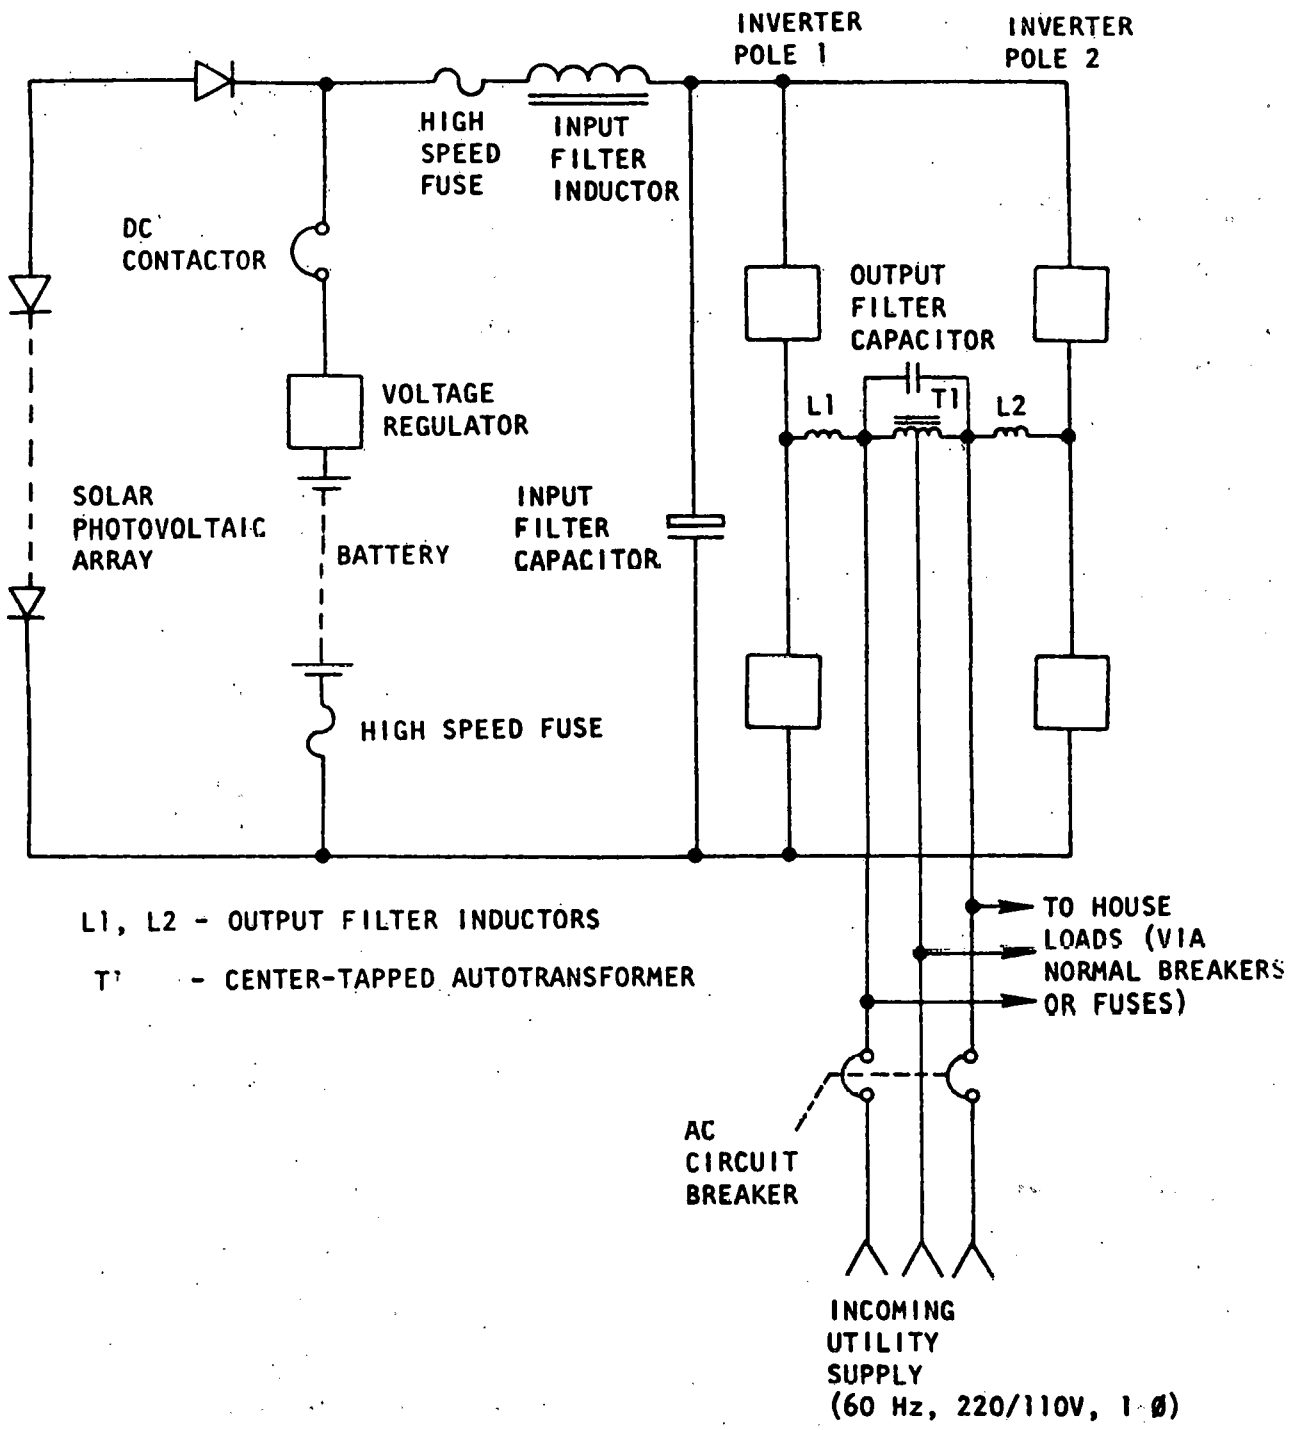 INVERTER
POLE 1
INVERTER
POLE 2
HIGH
SPEED
FUSE
INPUT
FILTER
INDUCTOR
DC
CONTACTOR
OUTPUT
FILTER
CAPACITOR
VOLTAGE
REGULATOR
L1
T1
L2
SOLAR
PHOTOVOLTAIC
ARRAY
BATTERY
INPUT
FILTER
CAPACITOR
HIGH SPEED FUSE
L1, L2 - OUTPUT FILTER INDUCTORS
T1 - CENTER-TAPPED AUTOTRANSFORMER
TO HOUSE
LOADS (VIA
NORMAL BREAKERS
OR FUSES)
AC
CIRCUIT
BREAKER
INCOMING
UTILITY
SUPPLY
(60 Hz, 220/110V, 1 Ø)